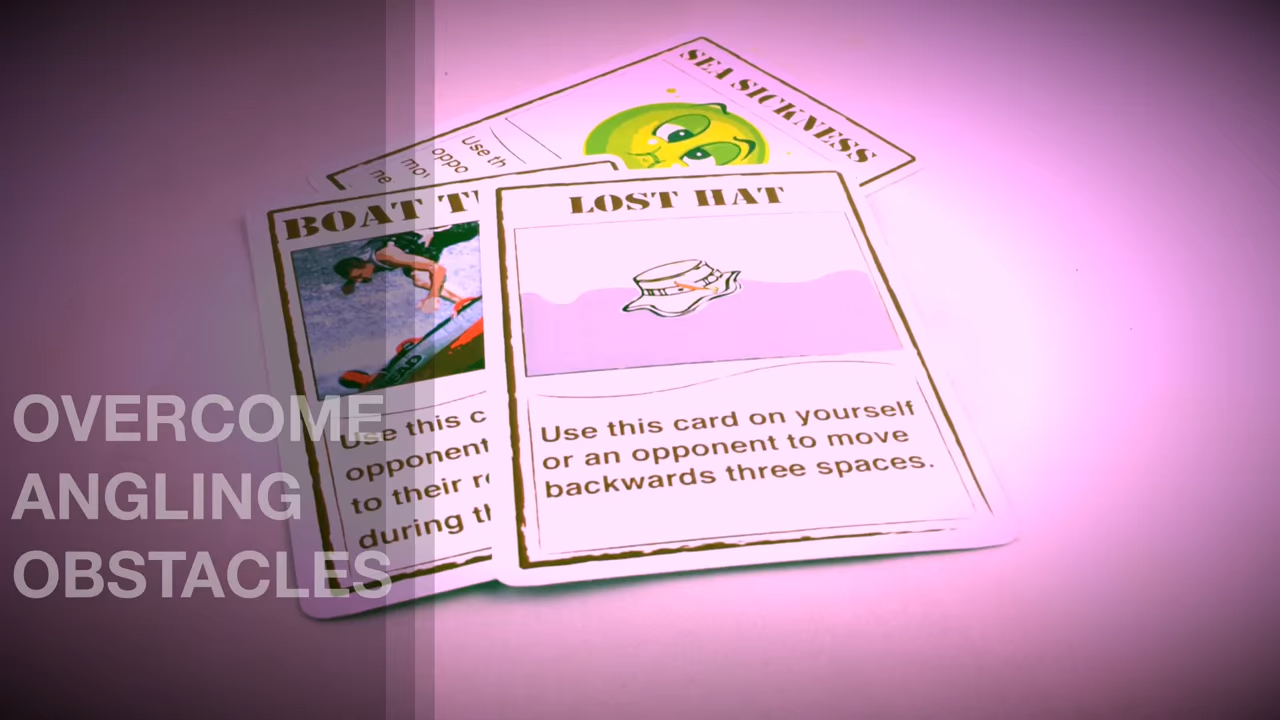 SEA SICKNESS
Use th
oppo
mo
ne
BOAT T
Use this c
opponent
to their r
during th
LOST HAT
Use this card on yourself
or an opponent to move
backwards three spaces.
OVERCOME
ANGLING
OBSTACLES